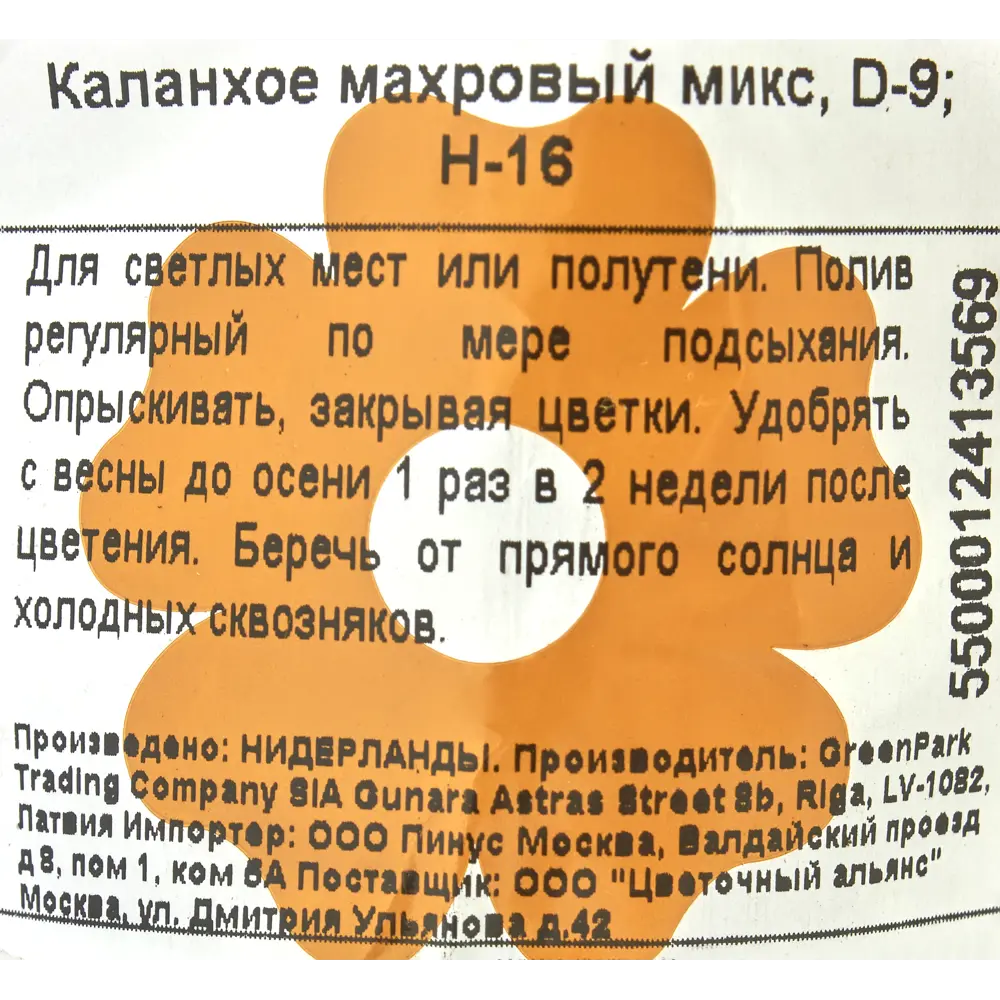 Каланхое махровый микс, D-9;
H-16
Для светлых мест или полутени. Полив
регулярный по мере подсыхания.
Опрыскивать, закрывая цветки. Удобрять
с весны до осени 1 раз в 2 недели после
цветения. Беречь от прямого солнца и
холодных сквозняков.
5500012413569
Произведено: НИДЕРЛАНДЫ. Производитель: GreenPark
Trading Company SIA Gunara Astras Street 8b, Riga, LV-1082,
Латвия Импортер: ООО Пинус Москва, Валдайский проезд
д8, пом 1, ком 6А Поставщик: ООО "Цветочный альянс"
Москва, ул. Дмитрия Ульянова д.42